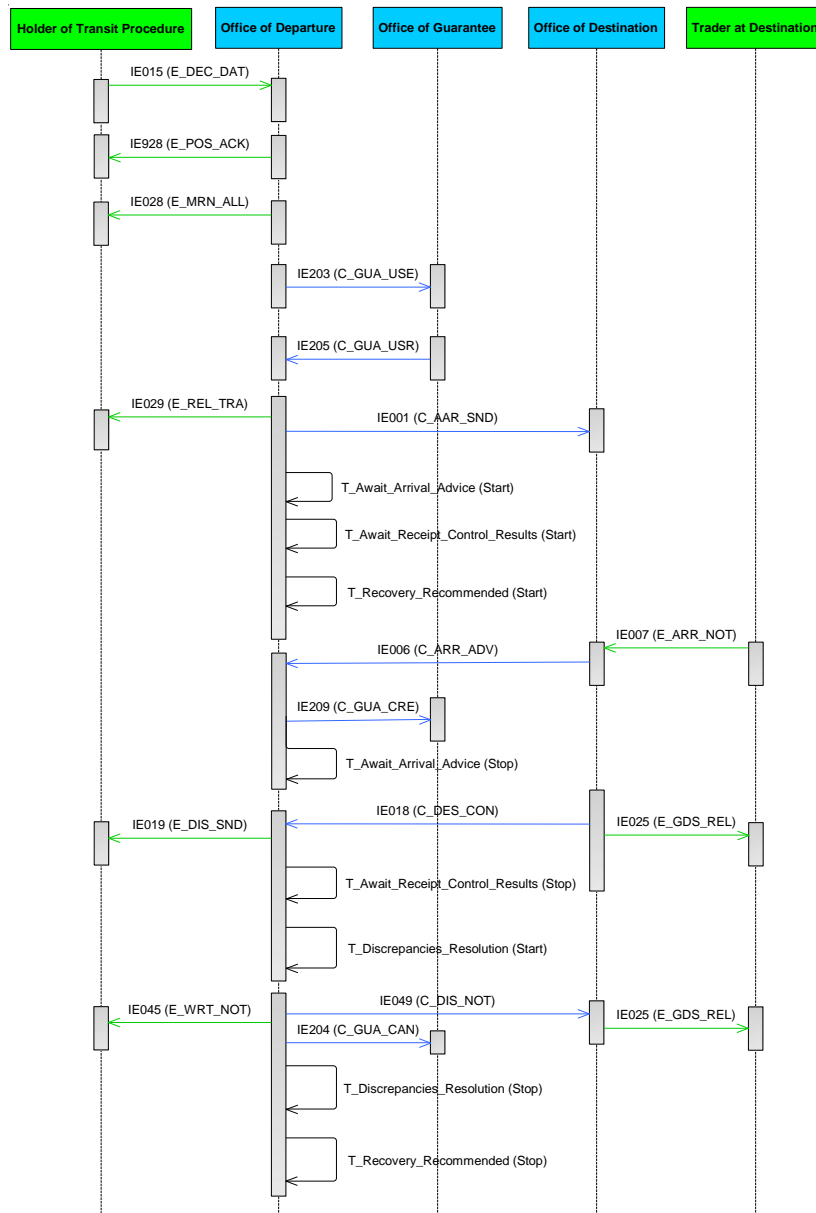 Holder of Transit Procedure
Office of Departure
Office of Guarantee
Office of Destination
Trader at Destination
IE015 (E_DEC_DAT)
IE928 (E_POS_ACK)
IE028 (E_MRN_ALL)
IE203 (C_GUA_USE)
IE205 (C_GUA_USR)
IE029 (E_REL_TRA)
IE001 (C_AAR_SND)
T_Await_Arrival_Advice (Start)
T_Await_Receipt_Control_Results (Start)
T_Recovery_Recommended (Start)
IE007 (E_ARR_NOT)
IE006 (C_ARR_ADV)
IE209 (C_GUA_CRE)
T_Await_Arrival_Advice (Stop)
IE018 (C_DES_CON)
IE019 (E_DIS_SND)
IE025 (E_GDS_REL)
T_Await_Receipt_Control_Results (Stop)
T_Discrepancies_Resolution (Start)
IE049 (C_DIS_NOT)
IE045 (E_WRT_NOT)
IE025 (E_GDS_REL)
IE204 (C_GUA_CAN)
T_Discrepancies_Resolution (Stop)
T_Recovery_Recommended (Stop)